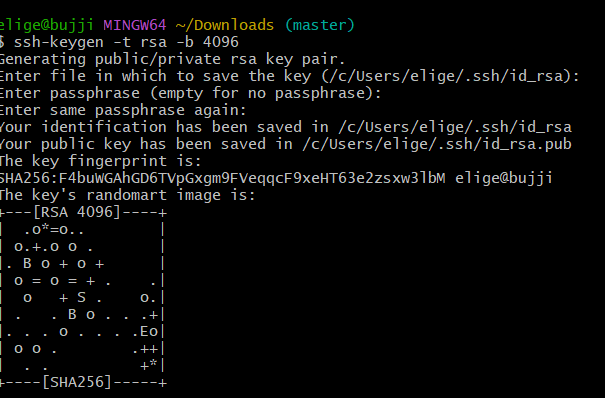 elige@bujji MINGW64 ~/Downloads (master)
$ ssh-keygen -t rsa -b 4096
Generating public/private rsa key pair.
Enter file in which to save the key (/c/Users/elige/.ssh/id_rsa):
Enter passphrase (empty for no passphrase):
Enter same passphrase again:
Your identification has been saved in /c/Users/elige/.ssh/id_rsa
Your public key has been saved in /c/Users/elige/.ssh/id_rsa.pub
The key fingerprint is:
SHA256:F4buWGAhGD6TVpGxgm9FVeqqcF9xeHT63e2zsxw3lbM elige@bujji
The key's randomart image is:
+---[RSA 4096]----+
|  .o*=o..        |
| o.+.o o .       |
|. B o + o +      |
| o = o = + .    .|
|  o   + S .    o.|
| .   . B o . . .+|
|. . . o . . . .Eo|
| o o .        .++|
|  . .          +*|
+----[SHA256]-----+